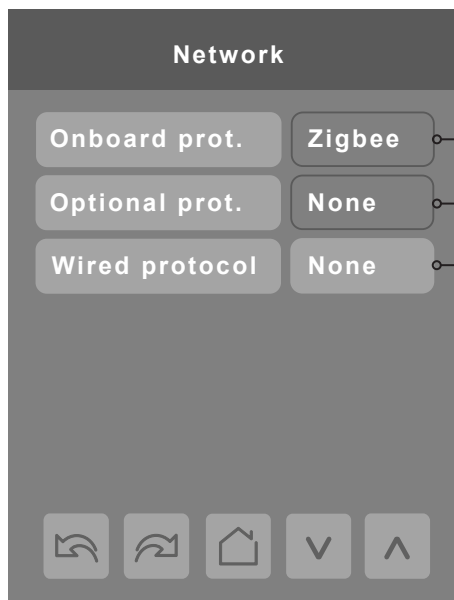 Network
Onboard prot. Zigbee
Optional prot. None
Wired protocol None